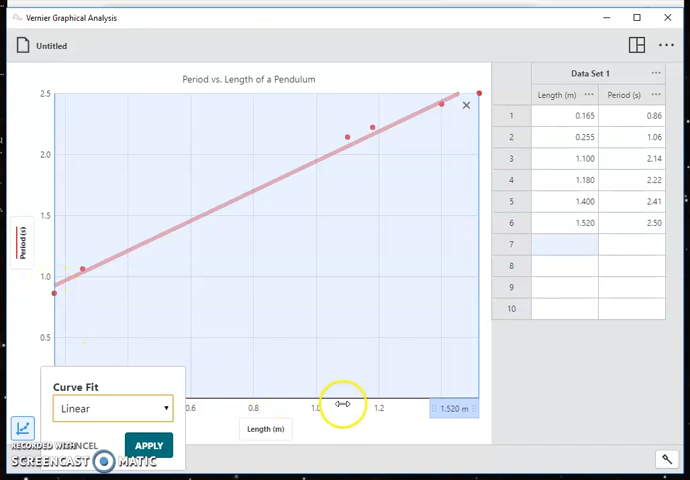 Vernier Graphical Analysis
Untitled
Period vs. Length of a Pendulum
2.5
2.0
1.5
1.0
0.5
Period (s)
0.6
0.8
1.0
1.2
1.520 m
Length (m)
Curve Fit
Linear
CANCEL
APPLY
RECORDED WITH
SCREENCAST MATIC
Data Set 1
Length (m) Period (s)
1 0.165 0.86
2 0.255 1.06
3 1.100 2.14
4 1.180 2.22
5 1.400 2.41
6 1.520 2.50
7
8
9
10